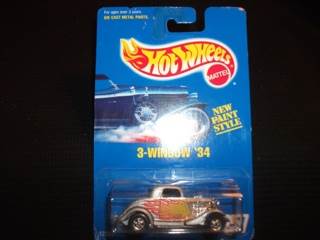 For ages over 3 years.
DIE CAST METAL PARTS.
HOT WHEELS
MATTEL
NEW
PAINT
STYLE
3-WINDOW '34